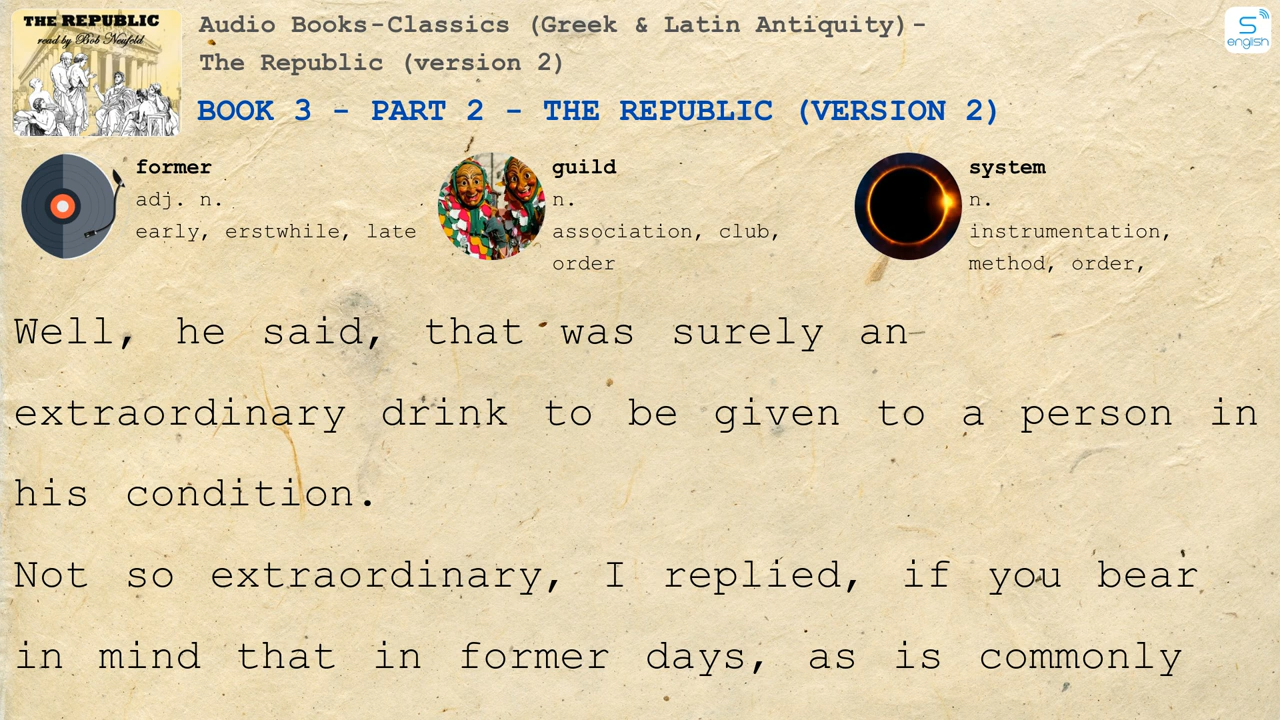 THE REPUBLIC
read by Bob Neufeld
Audio Books-Classics (Greek & Latin Antiquity)-
The Republic (version 2)
BOOK 3 - PART 2 - THE REPUBLIC (VERSION 2)
S
english
former
adj. n.
early, erstwhile, late
guild
n.
association, club,
order
system
n.
instrumentation,
method, order,
Well, he said, that was surely an
extraordinary drink to be given to a person in
his condition.
Not so extraordinary, I replied, if you bear
in mind that in former days, as is commonly